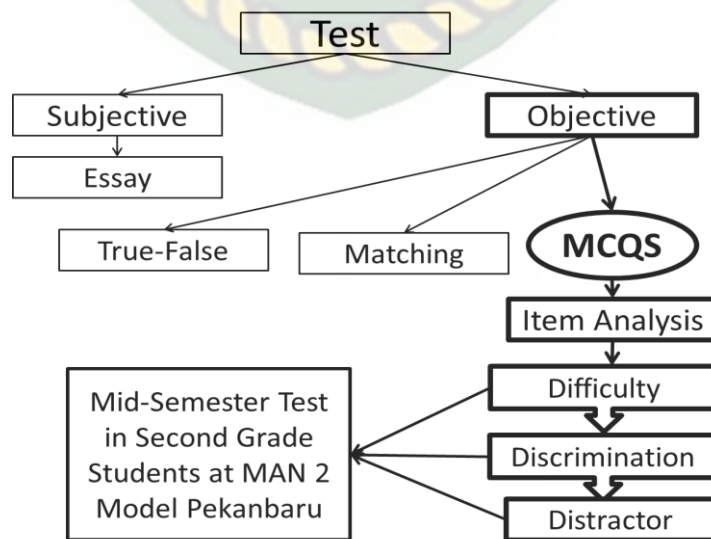 Test
Subjective
Objective
Essay
True-False
Matching
MCQS
Item Analysis
Difficulty
Discrimination
Distractor
Mid-Semester Test
in Second Grade
Students at MAN 2
Model Pekanbaru